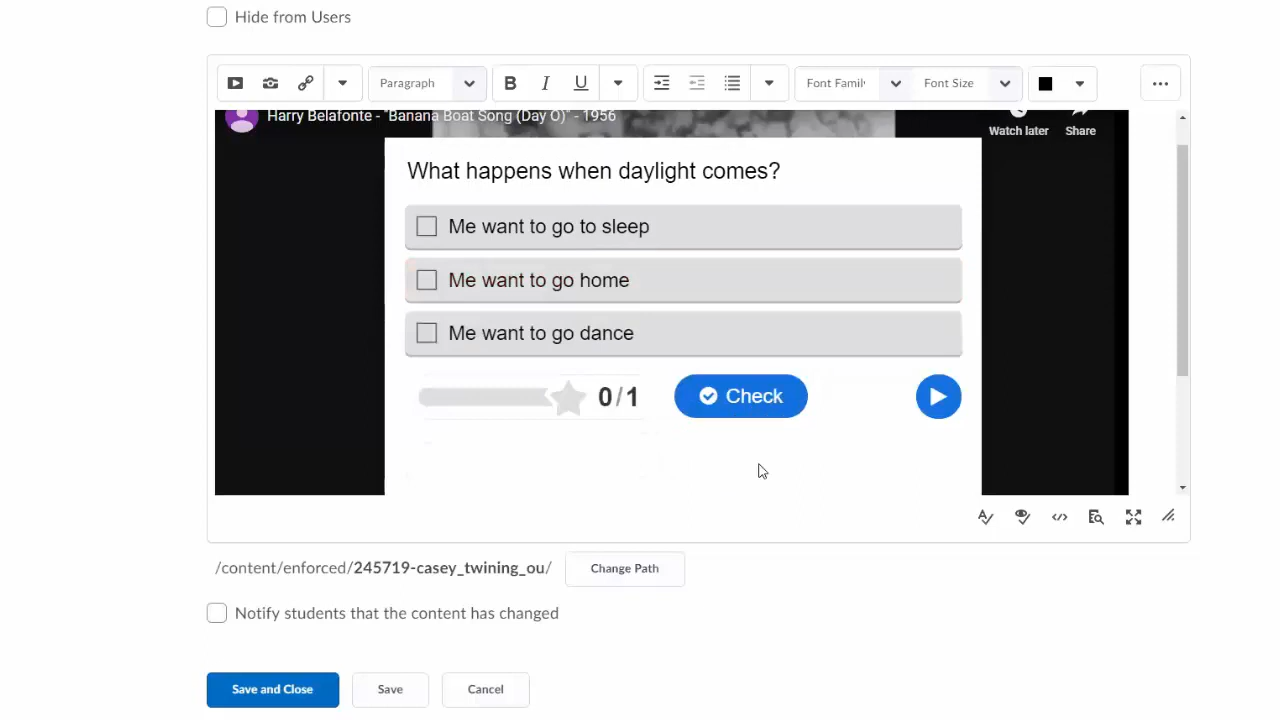 Hide from Users
Paragraph B I U Font Family Font Size
Harry Belafonte - "Banana Boat Song (Day O)" - 1956
Watch later Share
What happens when daylight comes?
Me want to go to sleep
Me want to go home
Me want to go dance
0/1 Check
/content/enforced/245719-casey_twining_ou/ Change Path
Notify students that the content has changed
Save and Close Save Cancel